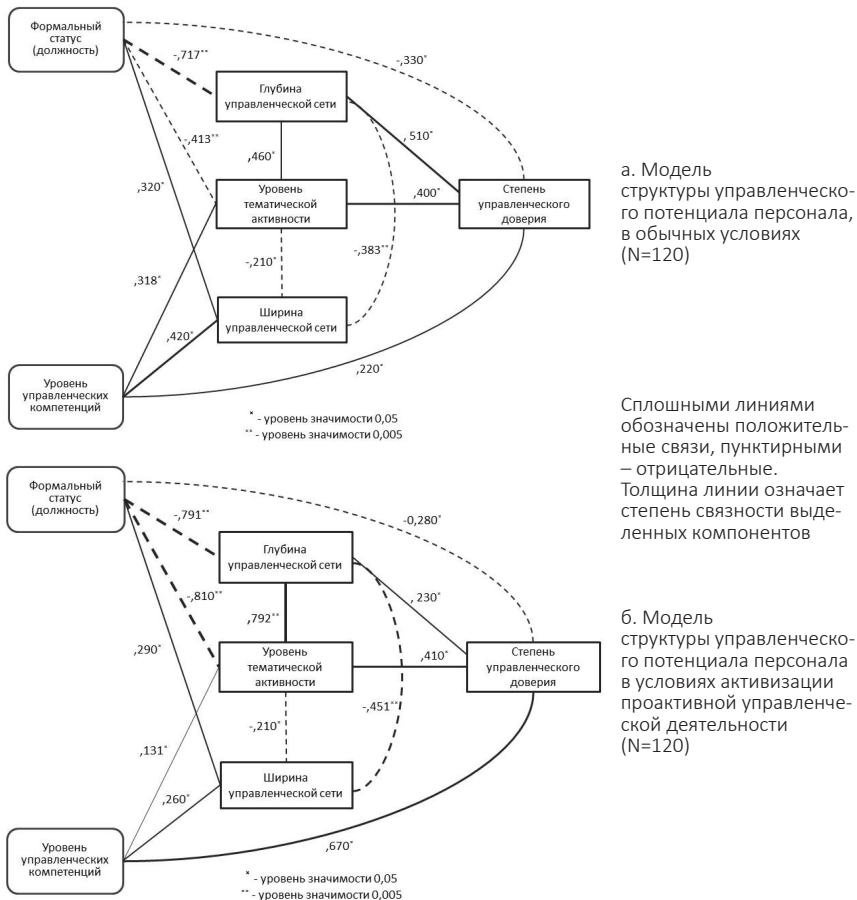 Формальный
статус
(должность)
-,717**
-,330*
Глубина
управленческой сети
-,413**
,460*
, 510*
,320*
Уровень
тематической
активности
,400*
Степень
управленческого
доверия
-,210*
-,383**
,318*
Ширина
управленческой сети
,420*
,220*
Уровень
управленческих
компетенций
* - уровень значимости 0,05
** - уровень значимости 0,005
а. Модель
структуры управленческо-
го потенциала персонала,
в обычных условиях
(N=120)
Сплошными линиями
обозначены положитель-
ные связи, пунктирными
– отрицательные.
Толщина линии означает
степень связности выде-
ленных компонентов
Формальный
статус
(должность)
-,791**
-0,280*
Глубина
управленческой сети
-,810**
,792**
, 230*
,290*
Уровень
тематической
активности
,410*
Степень
управленческого
доверия
-,210*
-,451**
,131*
Ширина
управленческой сети
,260*
,670*
Уровень
управленческих
компетенций
* - уровень значимости 0,05
** - уровень значимости 0,005
б. Модель
структуры управленческо-
го потенциала персонала
в условиях активизации
проактивной управленче-
ской деятельности
(N=120)